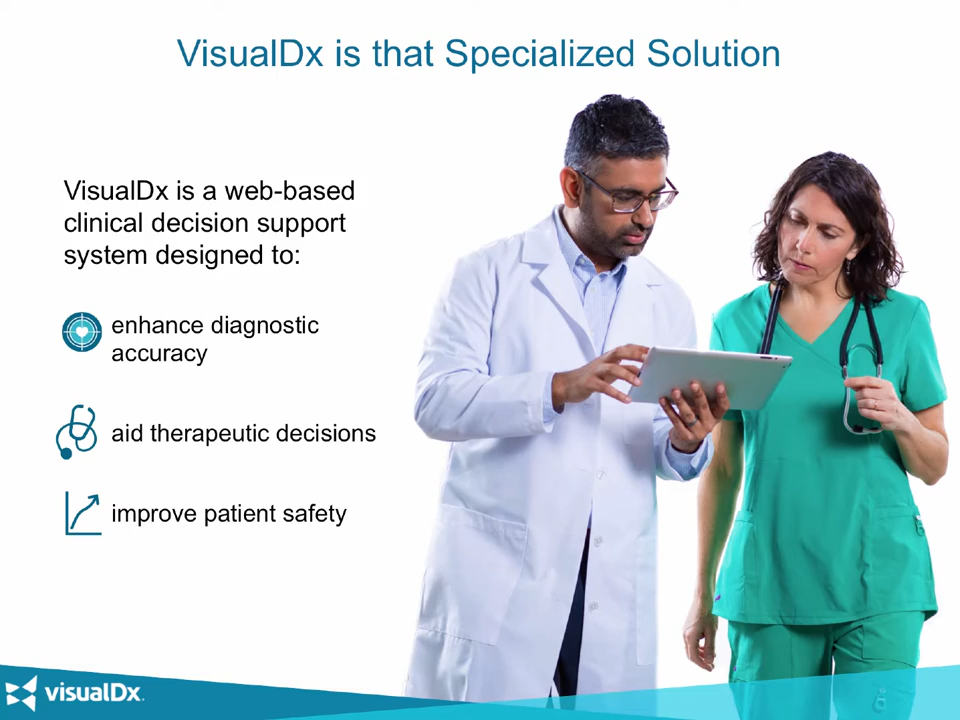 VisualDx is that Specialized Solution
VisualDx is a web-based
clinical decision support
system designed to:
enhance diagnostic
accuracy
aid therapeutic decisions
improve patient safety
visualDx.